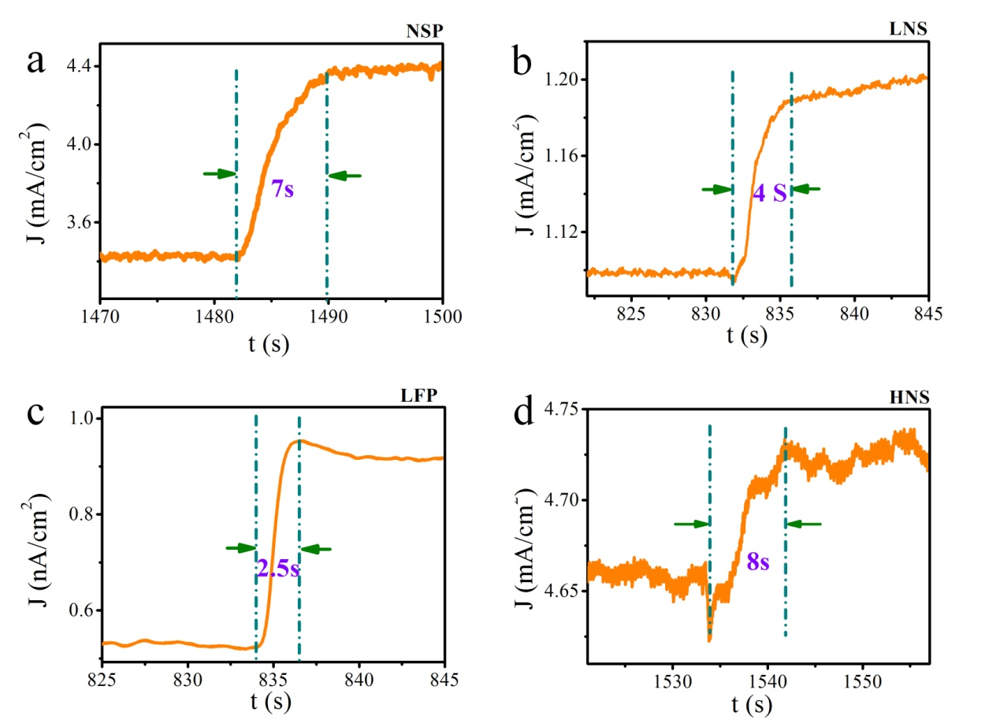 NSP
a
4.4
4.0
3.6
J (mA/cm²)
7s
1470 1480 1490 1500
t (s)
LNS
b
1.20
1.16
1.12
J (mA/cm²)
4 S
825 830 835 840 845
t (s)
LFP
c
1.0
0.8
0.6
J (nA/cm²)
2.5s
825 830 835 840 845
t (s)
HNS
d
4.75
4.70
4.65
J (mA/cm²)
8s
1530 1540 1550
t (s)